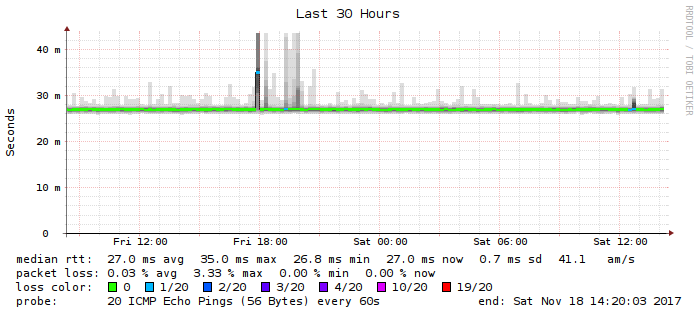 Last 30 Hours
RRDTOOL / TOBI OETIKER
Seconds
40 m
30 m
20 m
10 m
0
Fri 12:00 Fri 18:00 Sat 00:00 Sat 06:00 Sat 12:00
median rtt: 27.0 ms avg 35.0 ms max 26.8 ms min 27.0 ms now 0.7 ms sd 41.1 am/s
packet loss: 0.03 % avg 3.33 % max 0.00 % min 0.00 % now
loss color: 0 1/20 2/20 3/20 4/20 10/20 19/20
probe: 20 ICMP Echo Pings (56 Bytes) every 60s end: Sat Nov 18 14:20:03 2017